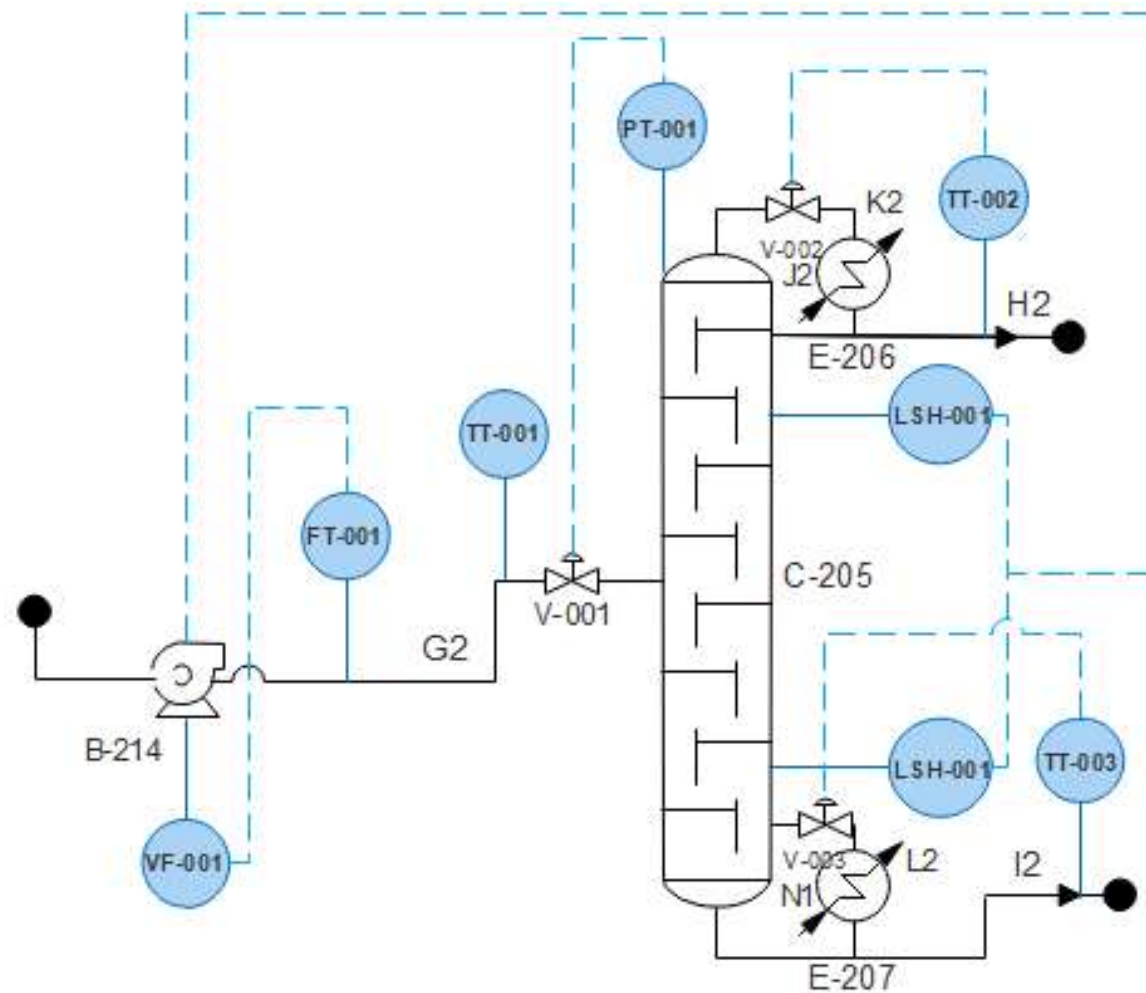 PT-001
K2
TT-002
V-002
J2
H2
E-206
TT-001
LSH-001
FT-001
C-205
V-001
G2
B-214
LSH-001
TT-003
VF-001
V-003
L2
I2
N1
E-207